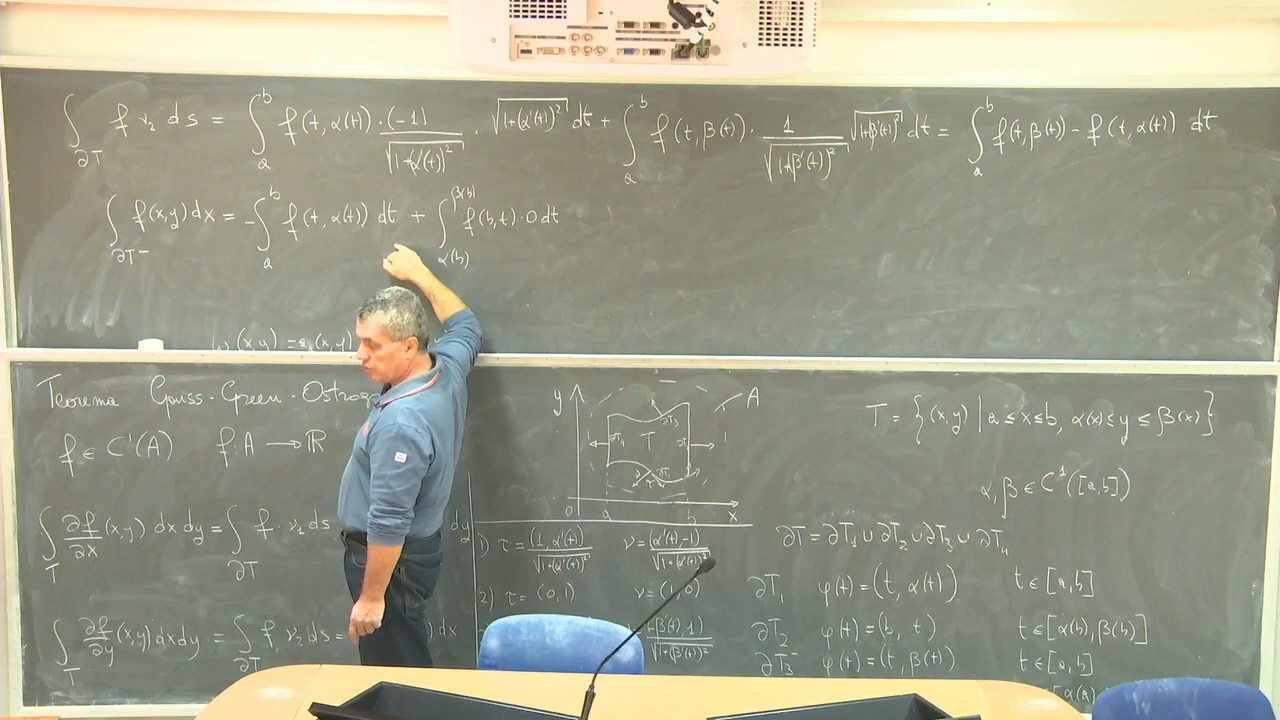 ∫_{∂T} f ν₂ ds = ∫_a^b f(t, α(t)) · (-1)/√(1+(α'(t))²) · √(1+(α'(t))²) dt + ∫_a^b f(t, β(t)) · 1/√(1+(β'(t))²) √(1+(β'(t))²) dt = ∫_a^b f(t, β(t)) - f(t, α(t)) dt
∫_{∂T⁻} f(x,y) dx = -∫_a^b f(t, α(t)) dt + ∫_{α(b)}^{β(b)} f(b,t) · 0 dt
ω(x,y) =
Teorema Gauss - Green - Ostrog
f ∈ C¹(A) f: A → ℝ
∫_T ∂f/∂x (x,y) dx dy = ∫_{∂T} f · ν₁ ds
dy
∫_T ∂f/∂y (x,y) dx dy = ∫_{∂T} f ν₂ ds =
) dx
y
A
∂T₃
∂T₄
T
∂T₁
0
a
b
x
1) τ = (1, α'(t))/√(1+(α'(t))²) ν = (α'(t), -1)/√(1+(α'(t))²)
2) τ = (0, 1) ν = (1, 0)
-β'(t), 1)/√(1+(β'(t))²)
T = {(x,y) | a ≤ x ≤ b, α(x) ≤ y ≤ β(x)}
α, β ∈ C¹([a,b])
∂T = ∂T₁ ∪ ∂T₂ ∪ ∂T₃ ∪ ∂T₄
∂T₁ φ(t) = (t, α(t)) t ∈ [a, b]
∂T₂ φ(t) = (b, t) t ∈ [α(b), β(b)]
∂T₃⁻ φ(t) = (t, β(t)) t ∈ [a, b]
[α(a)